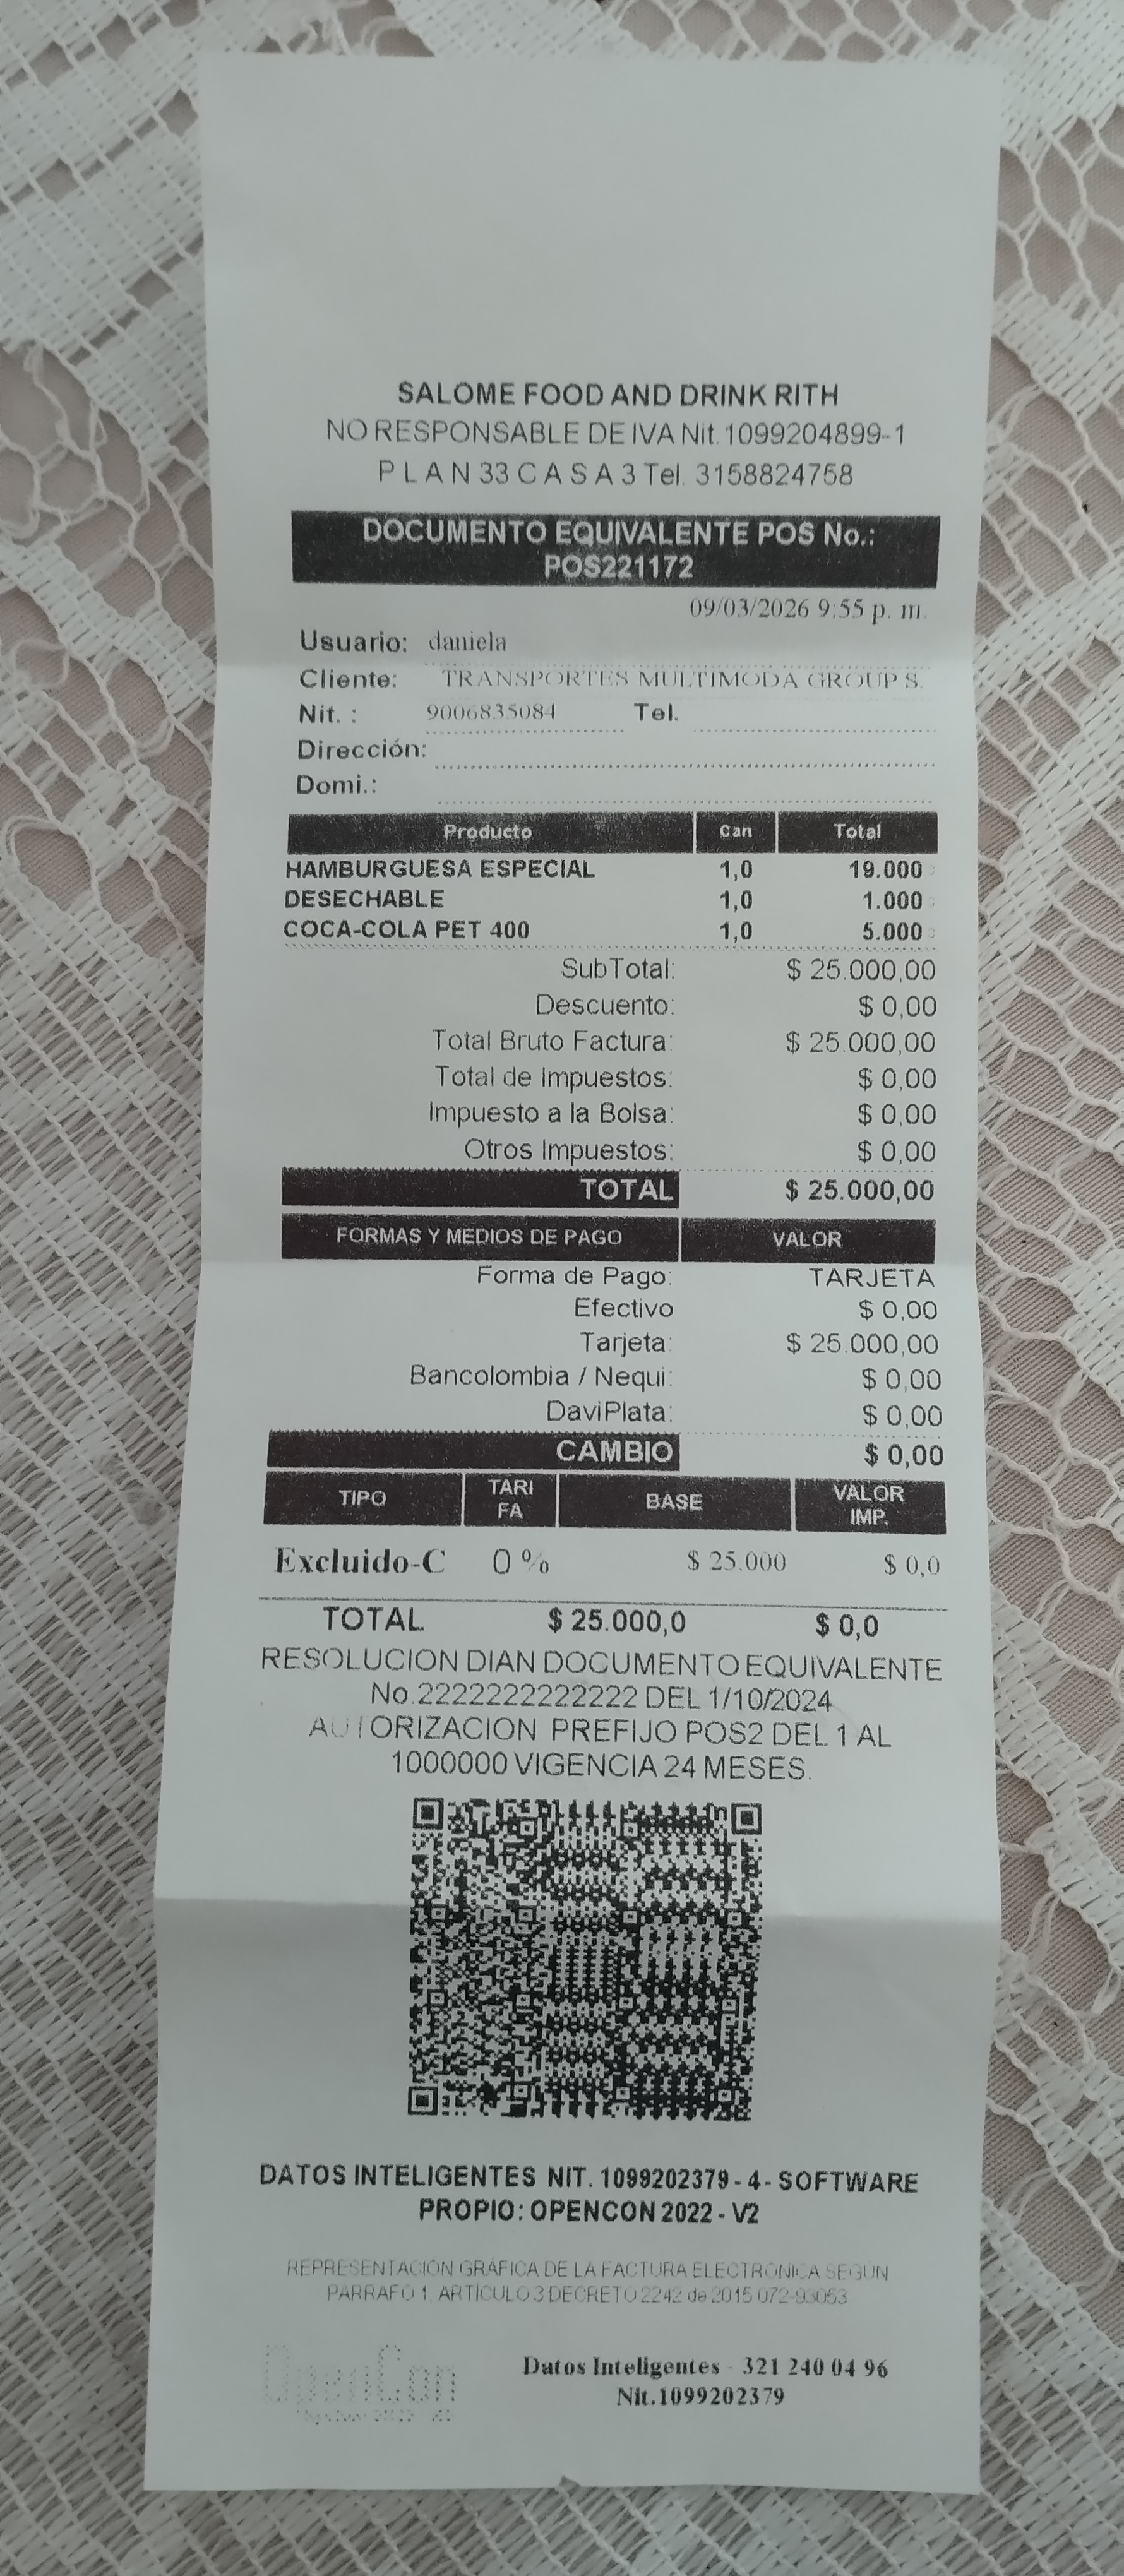 SALOME FOOD AND DRINK RITH
NO RESPONSABLE DE IVA Nit.1099204899-1
P L A N 33 C A S A 3 Tel. 3158824758
DOCUMENTO EQUIVALENTE POS No.:
POS221172
09/03/2026 9:55 p. m.
Usuario: daniela
Cliente: TRANSPORTES MULTIMODA GROUP S.
Nit. : 9006835084 Tel.
Dirección:
Domi.:
Producto Can Total
HAMBURGUESA ESPECIAL 1,0 19.000
DESECHABLE 1,0 1.000
COCA-COLA PET 400 1,0 5.000
SubTotal: $ 25.000,00
Descuento: $ 0,00
Total Bruto Factura: $ 25.000,00
Total de Impuestos: $ 0,00
Impuesto a la Bolsa: $ 0,00
Otros Impuestos: $ 0,00
TOTAL $ 25.000,00
FORMAS Y MEDIOS DE PAGO VALOR
Forma de Pago: TARJETA
Efectivo $ 0,00
Tarjeta: $ 25.000,00
Bancolombia / Nequi: $ 0,00
DaviPlata: $ 0,00
CAMBIO $ 0,00
TIPO TARI FA BASE VALOR IMP.
Excluido-C 0 % $ 25.000 $ 0,0
TOTAL $ 25.000,0 $ 0,0
RESOLUCION DIAN DOCUMENTO EQUIVALENTE
No.2222222222222 DEL 1/10/2024
AUTORIZACION PREFIJO POS2 DEL 1 AL
1000000 VIGENCIA 24 MESES.
DATOS INTELIGENTES NIT. 1099202379 - 4 - SOFTWARE
PROPIO: OPENCON 2022 - V2
REPRESENTACION GRÁFICA DE LA FACTURA ELECTRÓNICA SEGÚN
PARRAFO 1, ARTÍCULO 3 DECRETO 2242 de 2015 072-93053
OpenCon
Datos Inteligentes - 321 240 04 96
Nit.1099202379